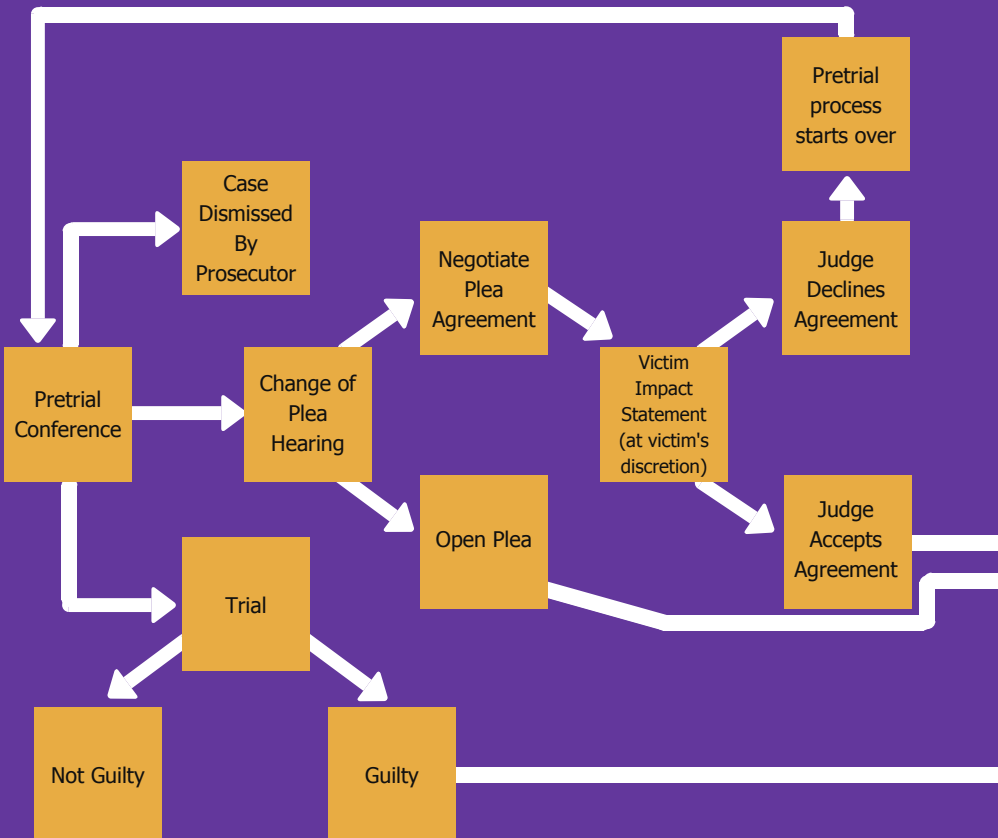 Pretrial
process
starts over
Case
Dismissed
By
Prosecutor
Negotiate
Plea
Agreement
Judge
Declines
Agreement
Pretrial
Conference
Change of
Plea
Hearing
Victim
Impact
Statement
(at victim's
discretion)
Open Plea
Judge
Accepts
Agreement
Trial
Not Guilty
Guilty